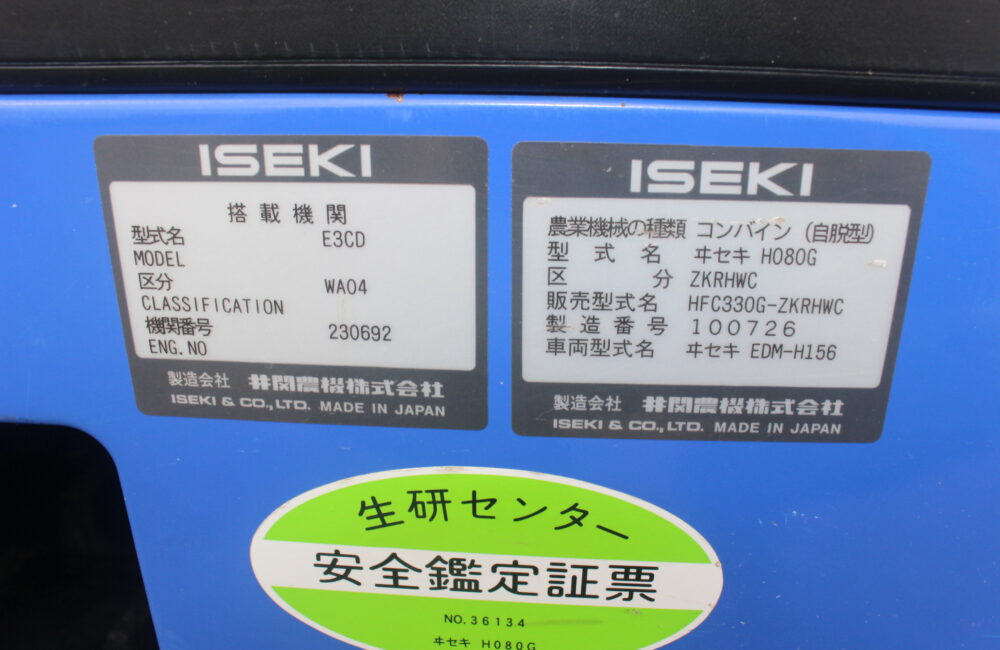 ISEKI
搭載機関
型式名 E3CD
MODEL
区分 WA04
CLASSIFICATION
機関番号 230692
ENG.NO
製造会社 井関農機株式会社
ISEKI & CO.,LTD. MADE IN JAPAN
ISEKI
農業機械の種類 コンバイン (自脱型)
型式名 ヰセキ H080G
区分 ZKRHWC
販売型式名 HFC330G-ZKRHWC
製造番号 100726
車両型式名 ヰセキ EDM-H156
製造会社 井関農機株式会社
ISEKI & CO.,LTD. MADE IN JAPAN
生研センター
安全鑑定証票
NO.36134
ヰセキ H080G